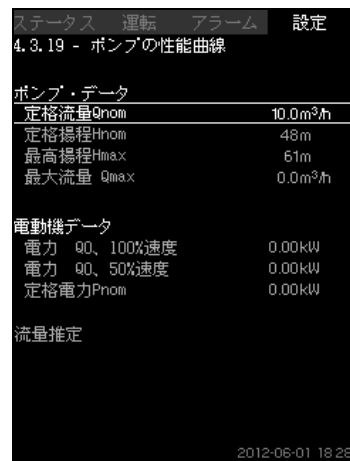 ステータス 運転 アラーム 設定
4.3.19 - ポンプの性能曲線
ポンプ・データ
定格流量Qnom 10.0m³/h
定格揚程Hnom 48m
最高揚程Hmax 61m
最大流量 Qmax 0.0m³/h
電動機データ
電力 Q0、100%速度 0.00kW
電力 Q0、50%速度 0.00kW
定格電力Pnom 0.00kW
流量推定
2012-06-01 18:28